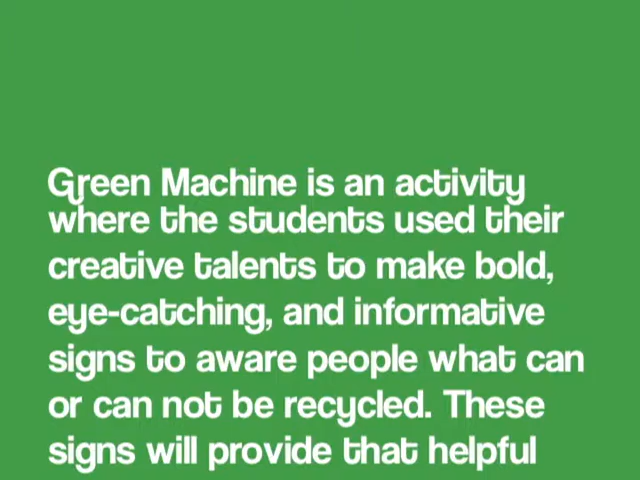 Green Machine is an activity
where the students used their
creative talents to make bold,
eye-catching, and informative
signs to aware people what can
or can not be recycled. These
signs will provide that helpful